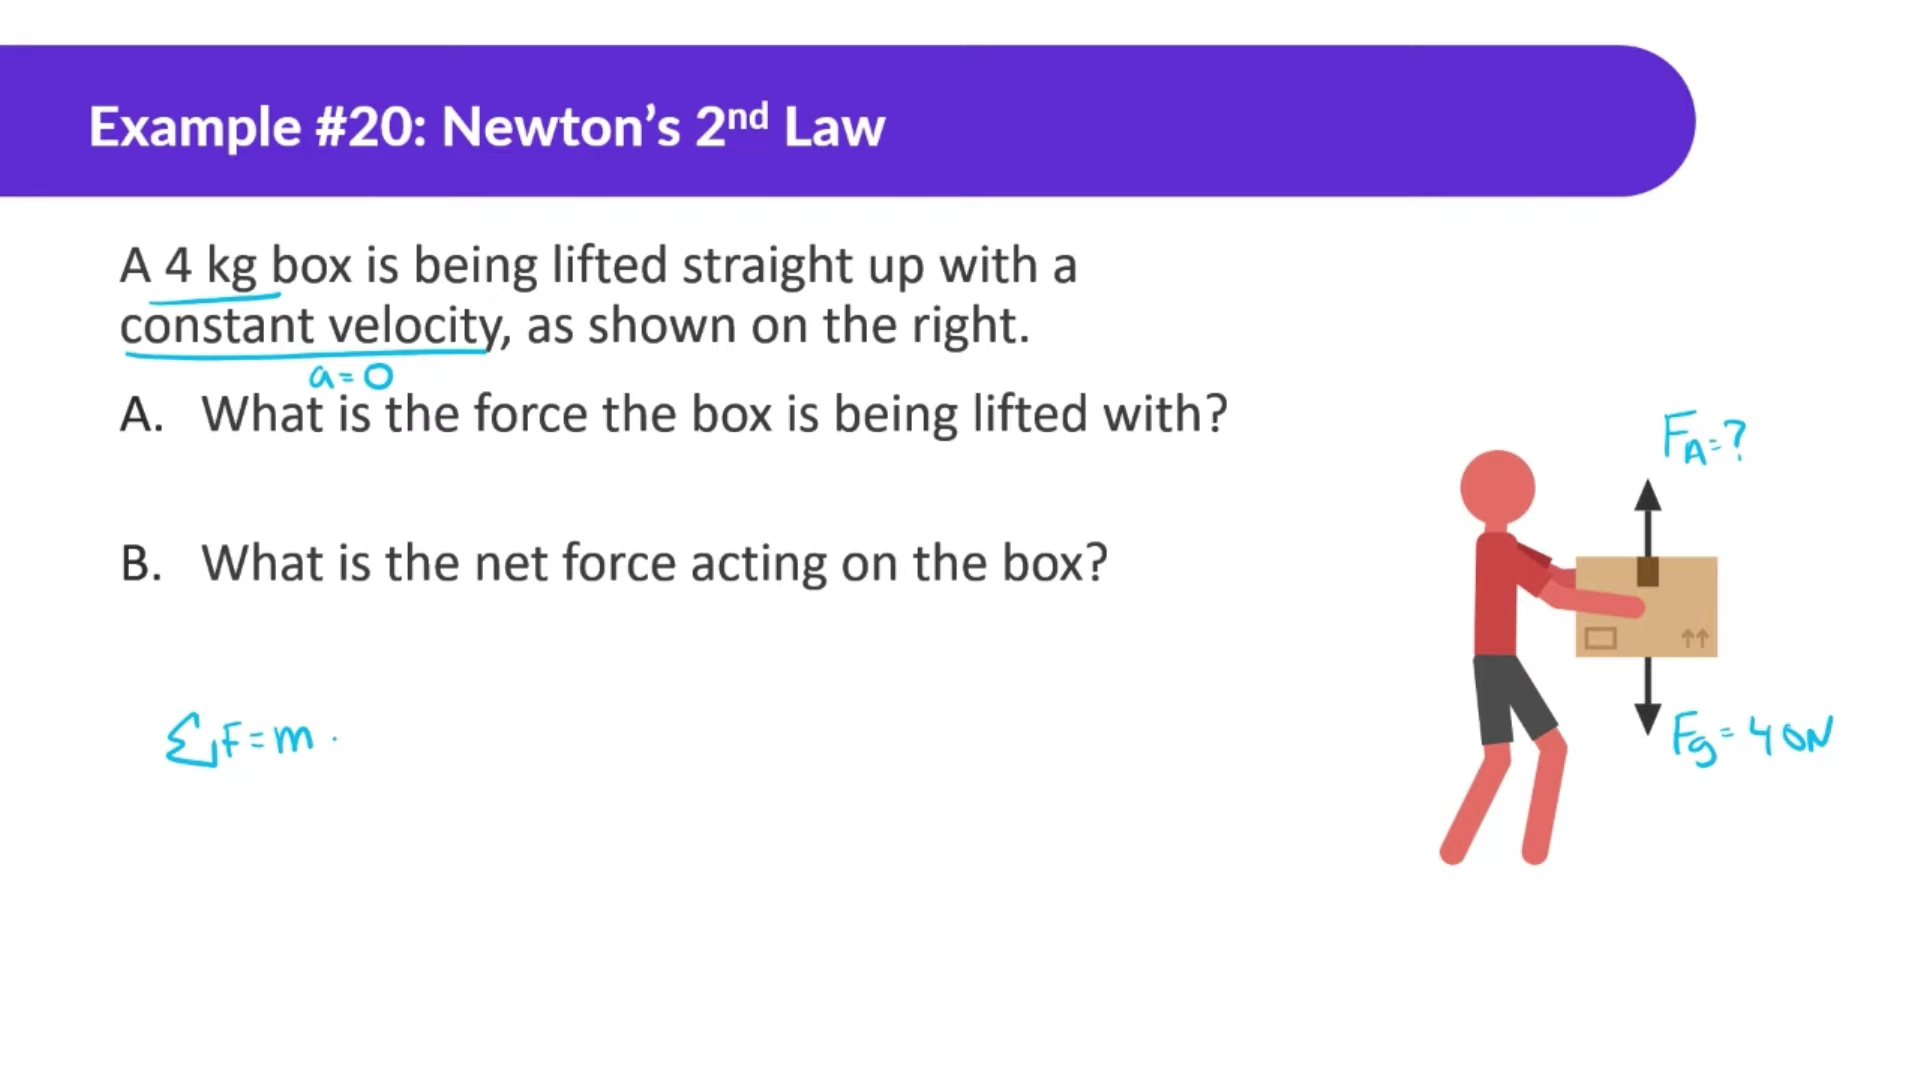 Example #20: Newton's 2nd Law
A 4 kg box is being lifted straight up with a
constant velocity, as shown on the right.
a=0
A. What is the force the box is being lifted with?
F_A=?
B. What is the net force acting on the box?
ΣF=m ·
F_g=40N